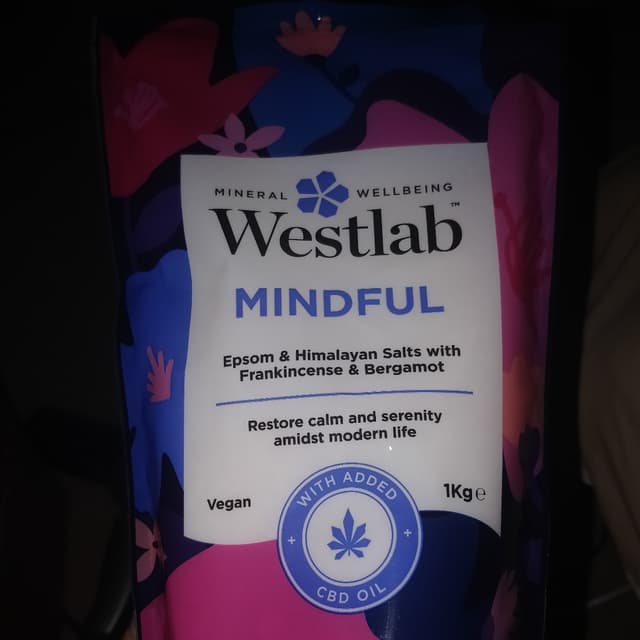 MINERAL WELLBEING
Westlab™
MINDFUL
Epsom & Himalayan Salts with
Frankincense & Bergamot
Restore calm and serenity
amidst modern life
Vegan
1Kg℮
WITH ADDED
CBD OIL